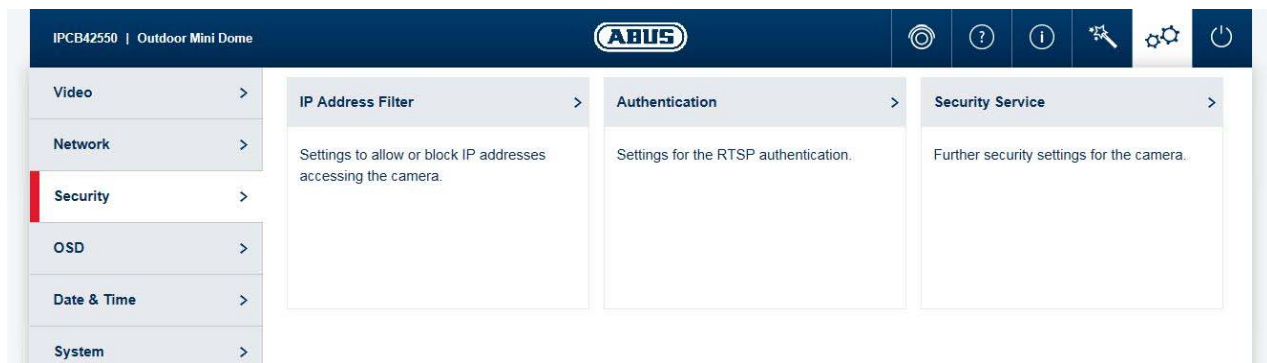 IPCB42550 | Outdoor Mini Dome
ABUS
Video
Network
Security
OSD
Date & Time
System
IP Address Filter
Settings to allow or block IP addresses
accessing the camera.
Authentication
Settings for the RTSP authentication.
Security Service
Further security settings for the camera.